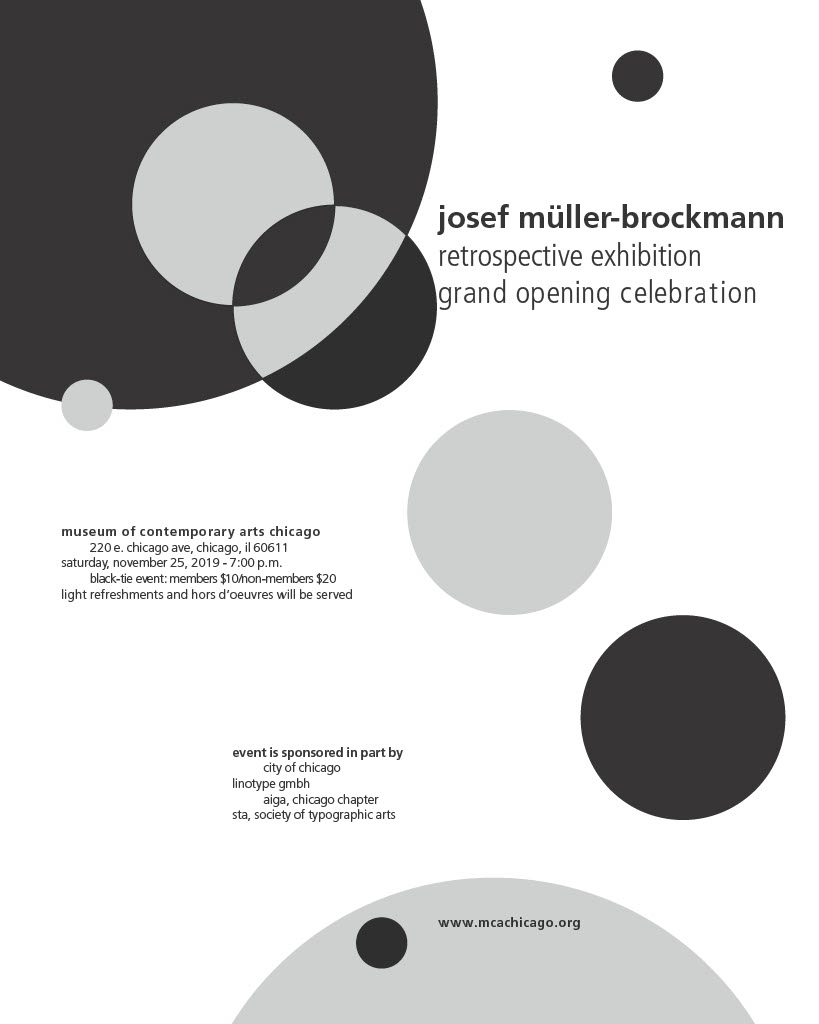 josef müller-brockmann
retrospective exhibition
grand opening celebration
museum of contemporary arts chicago
220 e. chicago ave, chicago, il 60611
saturday, november 25, 2019 - 7:00 p.m.
black-tie event: members $10/non-members $20
light refreshments and hors d’oeuvres will be served
event is sponsored in part by
city of chicago
linotype gmbh
aiga, chicago chapter
sta, society of typographic arts
www.mcachicago.org